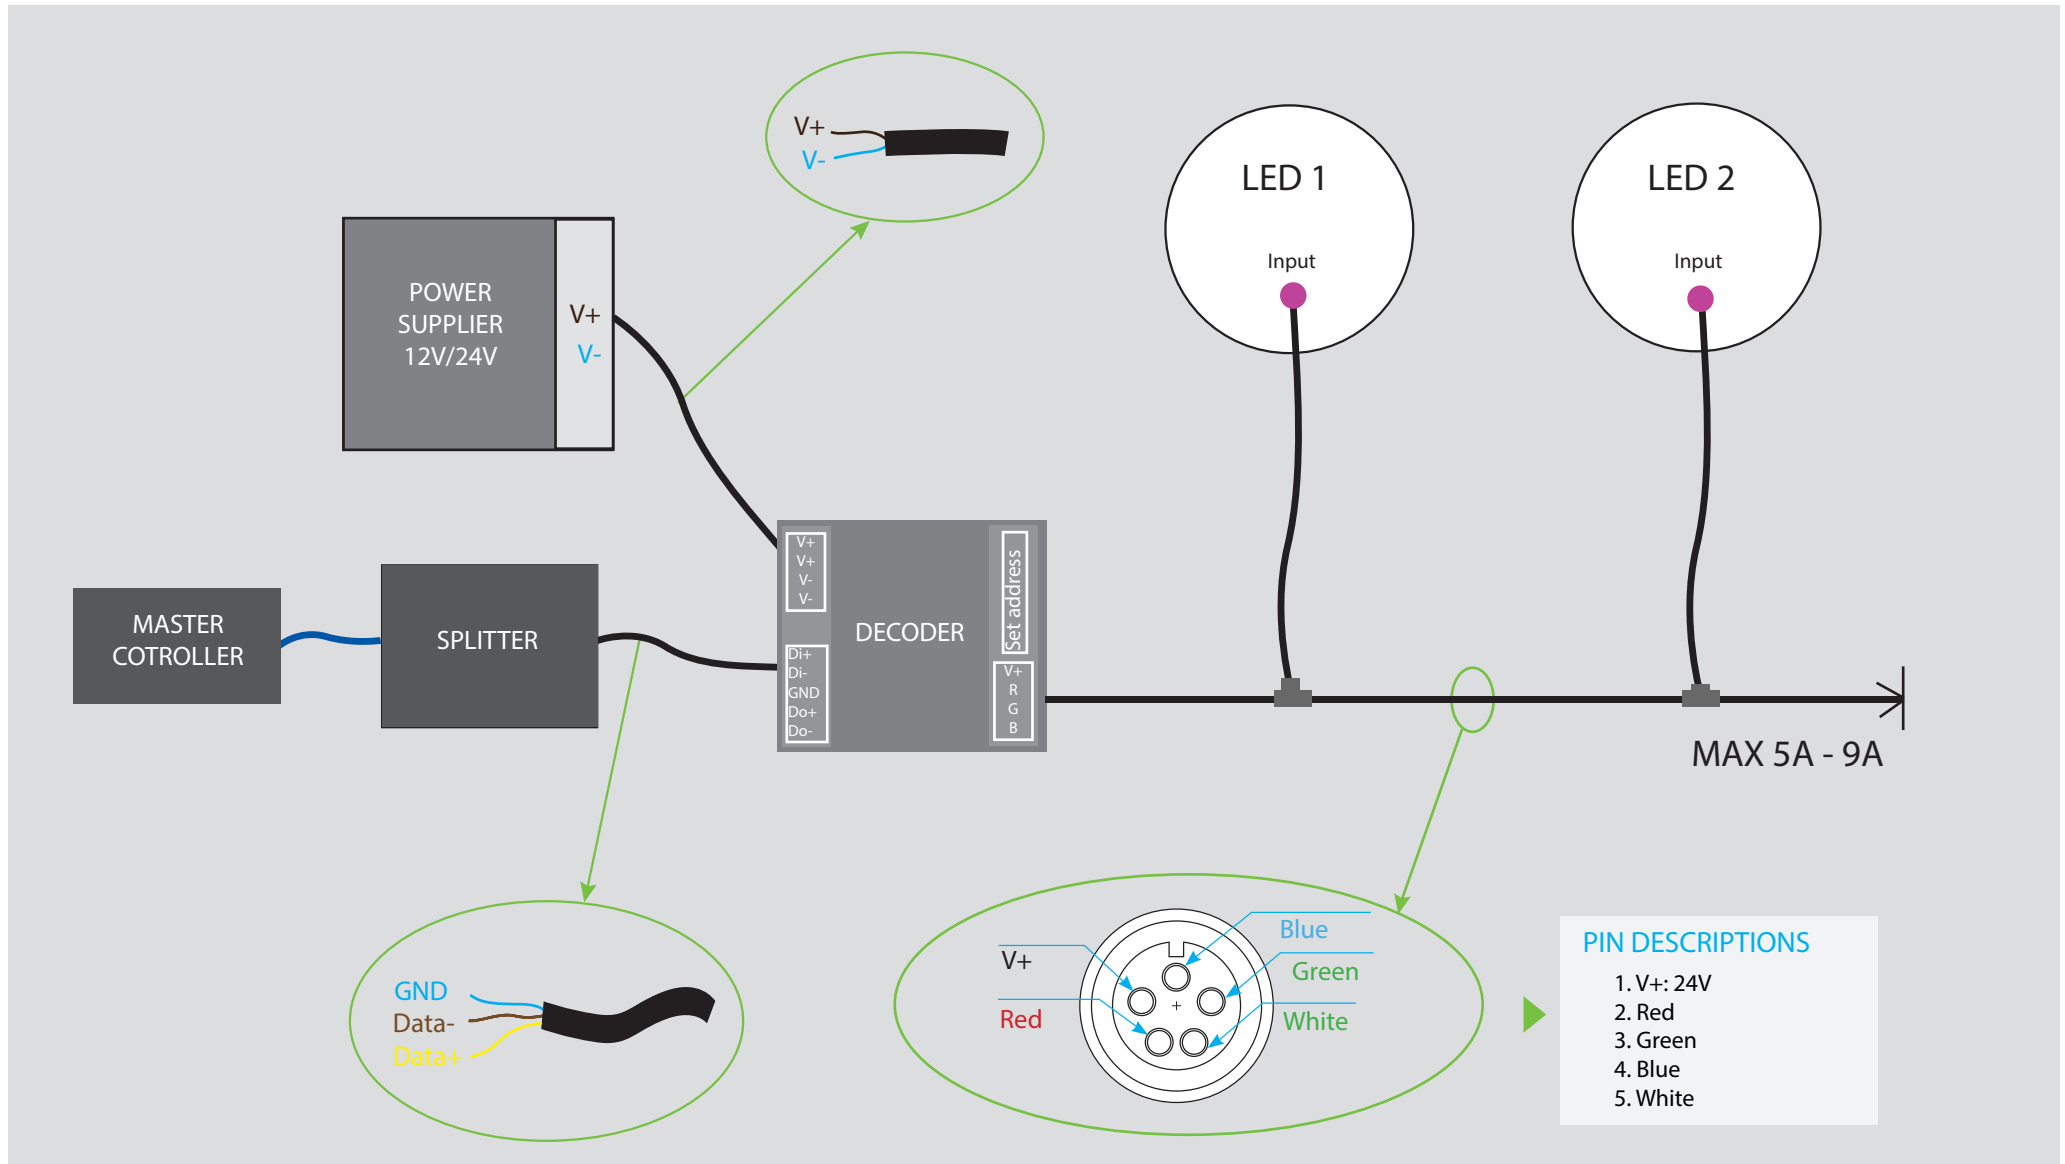 V+
V-
LED 1
Input
LED 2
Input
POWER
SUPPLIER
12V/24V
V+
V-
MASTER
COTROLLER
SPLITTER
V+
V+
V-
V-
Di+
Di-
GND
Do+
Do-
DECODER
Set address
V+
R
G
B
MAX 5A - 9A
GND
Data-
Data+
V+
Red
Blue
Green
White
PIN DESCRIPTIONS
1. V+: 24V
2. Red
3. Green
4. Blue
5. White